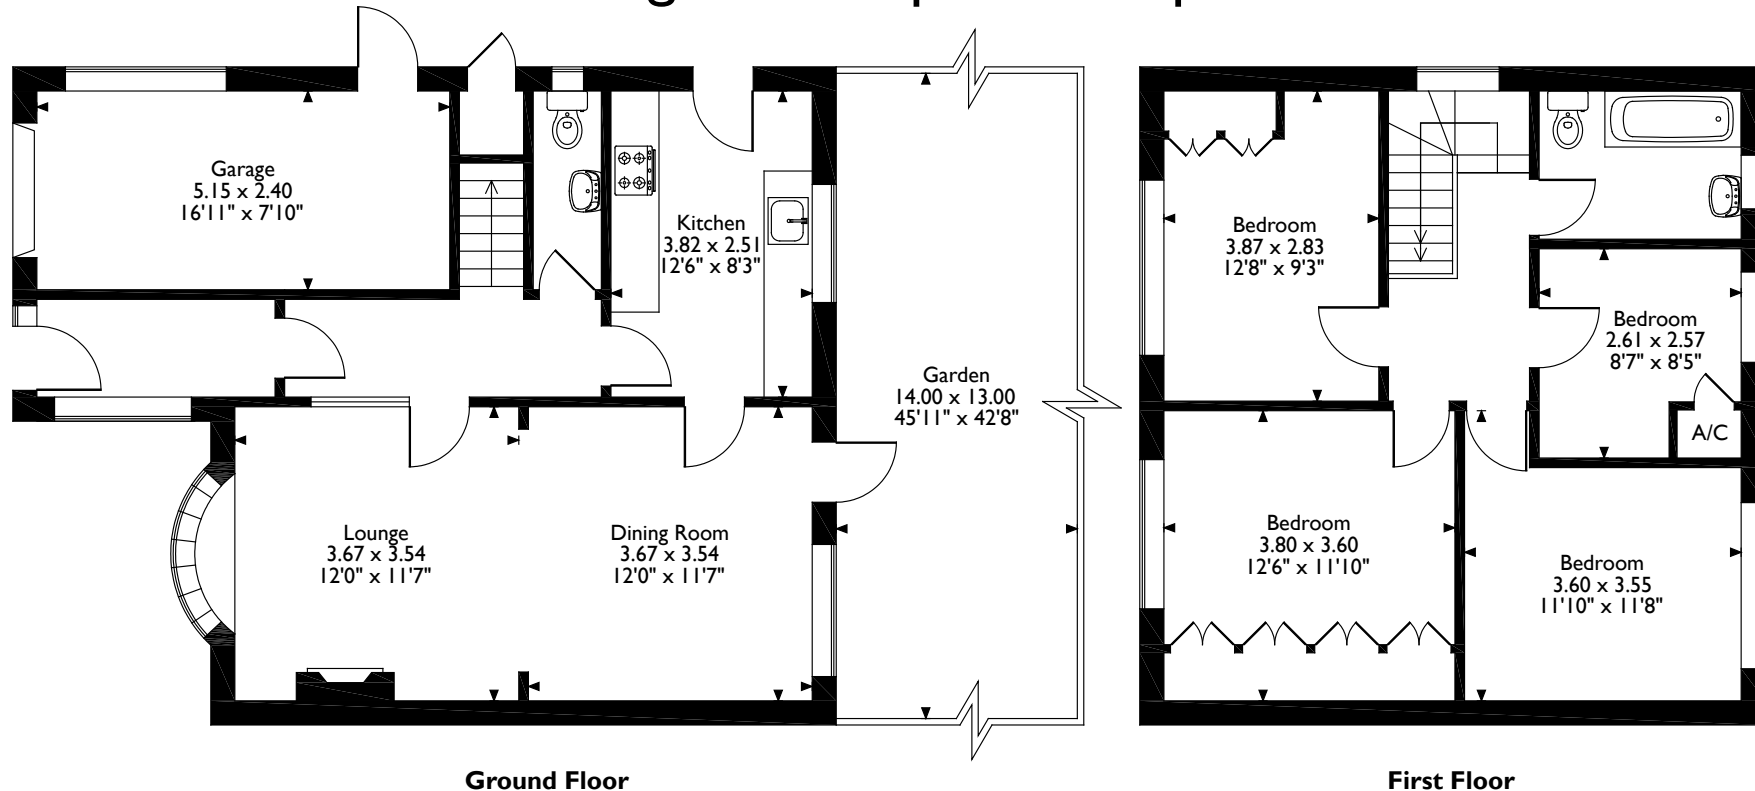 Garage
5.15 x 2.40
16'11" x 7'10"
Kitchen
3.82 x 2.51
12'6" x 8'3"
Garden
14.00 x 13.00
45'11" x 42'8"
Lounge
3.67 x 3.54
12'0" x 11'7"
Dining Room
3.67 x 3.54
12'0" x 11'7"
Ground Floor
Bedroom
3.87 x 2.83
12'8" x 9'3"
Bedroom
2.61 x 2.57
8'7" x 8'5"
A/C
Bedroom
3.80 x 3.60
12'6" x 11'10"
Bedroom
3.60 x 3.55
11'10" x 11'8"
First Floor